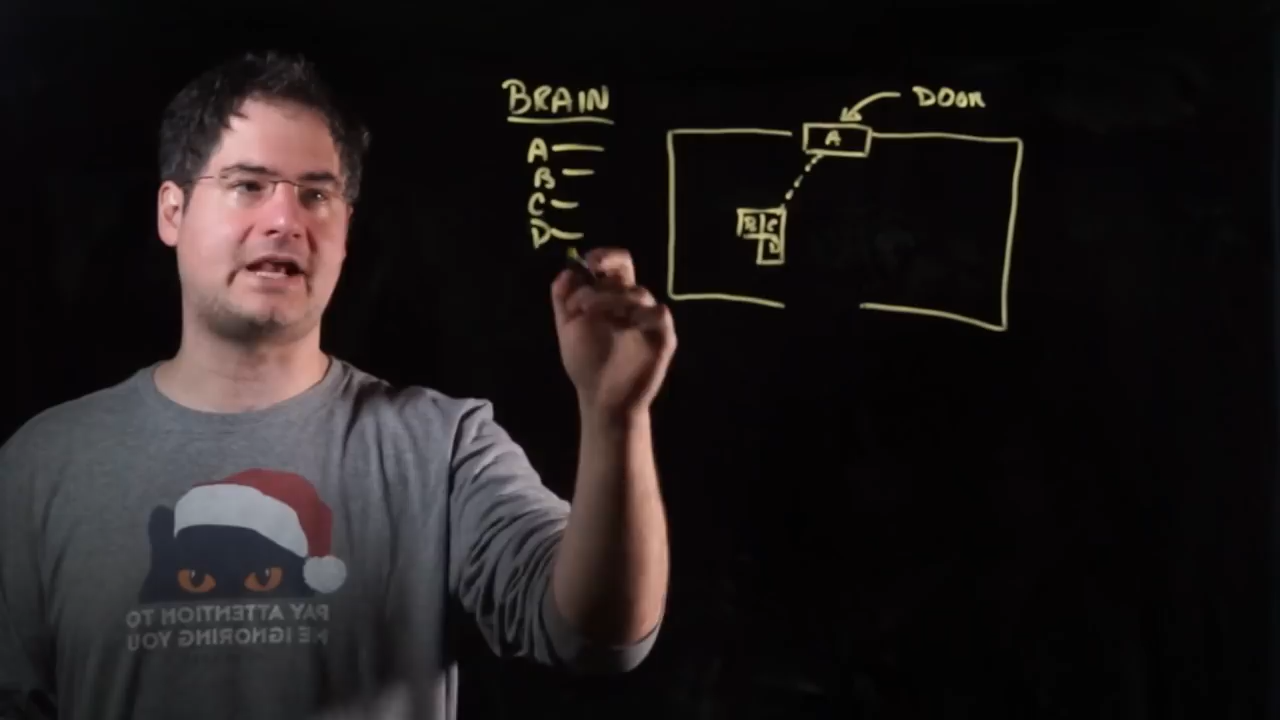 BRAIN
A
B
C
D
DOOR
A
B C
D
PAY ATTENTION TO
ME IGNORING YOU